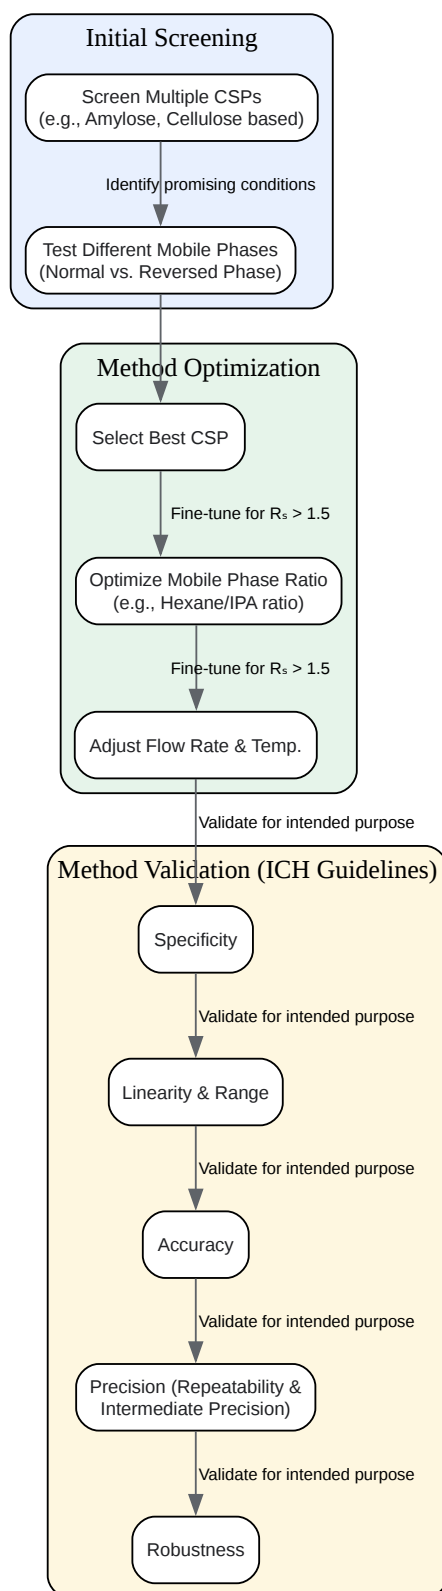 Initial Screening
Screen Multiple CSPs
(e.g., Amylose, Cellulose based)
Identify promising conditions
Test Different Mobile Phases
(Normal vs. Reversed Phase)
Method Optimization
Select Best CSP
Fine-tune for Rₛ > 1.5
Optimize Mobile Phase Ratio
(e.g., Hexane/IPA ratio)
Fine-tune for Rₛ > 1.5
Adjust Flow Rate & Temp.
Validate for intended purpose
Method Validation (ICH Guidelines)
Specificity
Validate for intended purpose
Linearity & Range
Validate for intended purpose
Accuracy
Validate for intended purpose
Precision (Repeatability &
Intermediate Precision)
Validate for intended purpose
Robustness